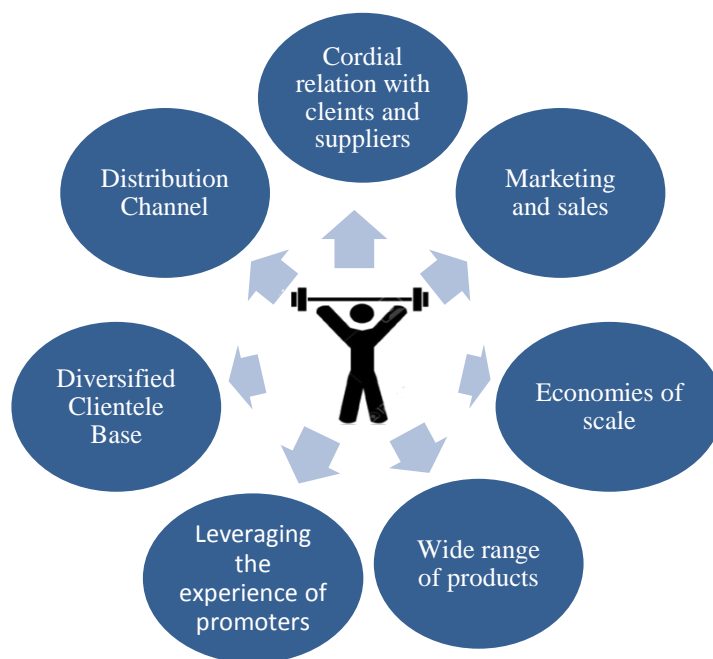 Cordial
relation with
cleints and
suppliers
Marketing
and sales
Economies of
scale
Wide range
of products
Leveraging
the
experience of
promoters
Diversified
Clientele
Base
Distribution
Channel